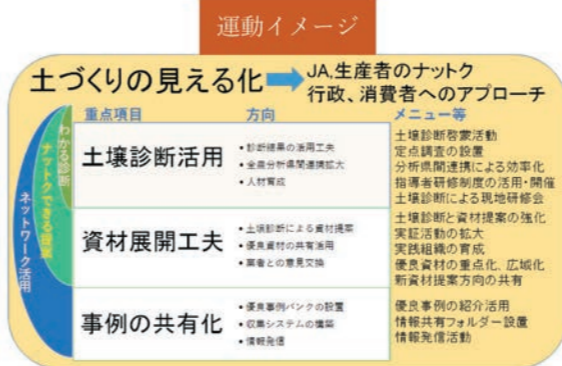 運動イメージ
土づくりの見える化
JA,生産者のナットク
行政、消費者へのアプローチ
重点項目
方向
メニュー等
わかる診断
ナットクできる提案
ネットワーク活用
土壌診断活用
• 診断結果の活用工夫
• 全農分析県間連携拡大
• 人材育成
土壌診断啓蒙活動
定点調査の設置
分析県間連携による効率化
指導者研修制度の活用・開催
土壌診断による現地研修会
資材展開工夫
• 土壌診断による資材提案
• 優良資材の共有活用
• 業者との意見交換
土壌診断と資材提案の強化
実証活動の拡大
実践組織の育成
優良資材の重点化、広域化
新資材提案方向の共有
事例の共有化
• 優良事例バンクの設置
• 収集システムの構築
• 情報発信
優良事例の紹介活用
情報共有フォルダー設置
情報発信活動